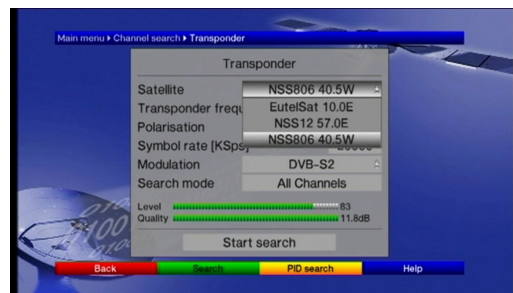 Main menu ▸ Channel search ▸ Transponder
Transponder
Satellite NSS806 40.5W
Transponder frequ EutelSat 10.0E
Polarisation NSS12 57.0E
NSS806 40.5W
Symbol rate [KSps]
Modulation DVB-S2
Search mode All Channels
Level 83
Quality 11.8dB
Start search
Back Search PID search Help